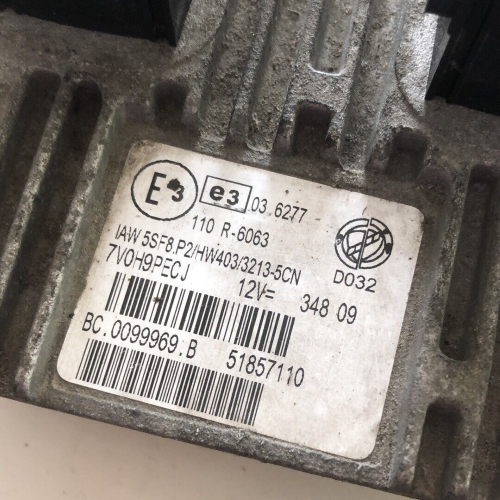 E3 e3 03.6277
110 R-6063
IAW 5SF8.P2/HW403/3213-5CN
7V0H9PECJ 12V= 348 09
D032
BC.0099969.B 51857110